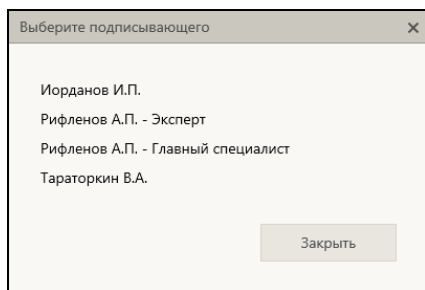 Выберите подписывающего
Иорданов И.П.
Рифленов А.П. - Эксперт
Рифленов А.П. - Главный специалист
Тараторкин В.А.
Закрыть